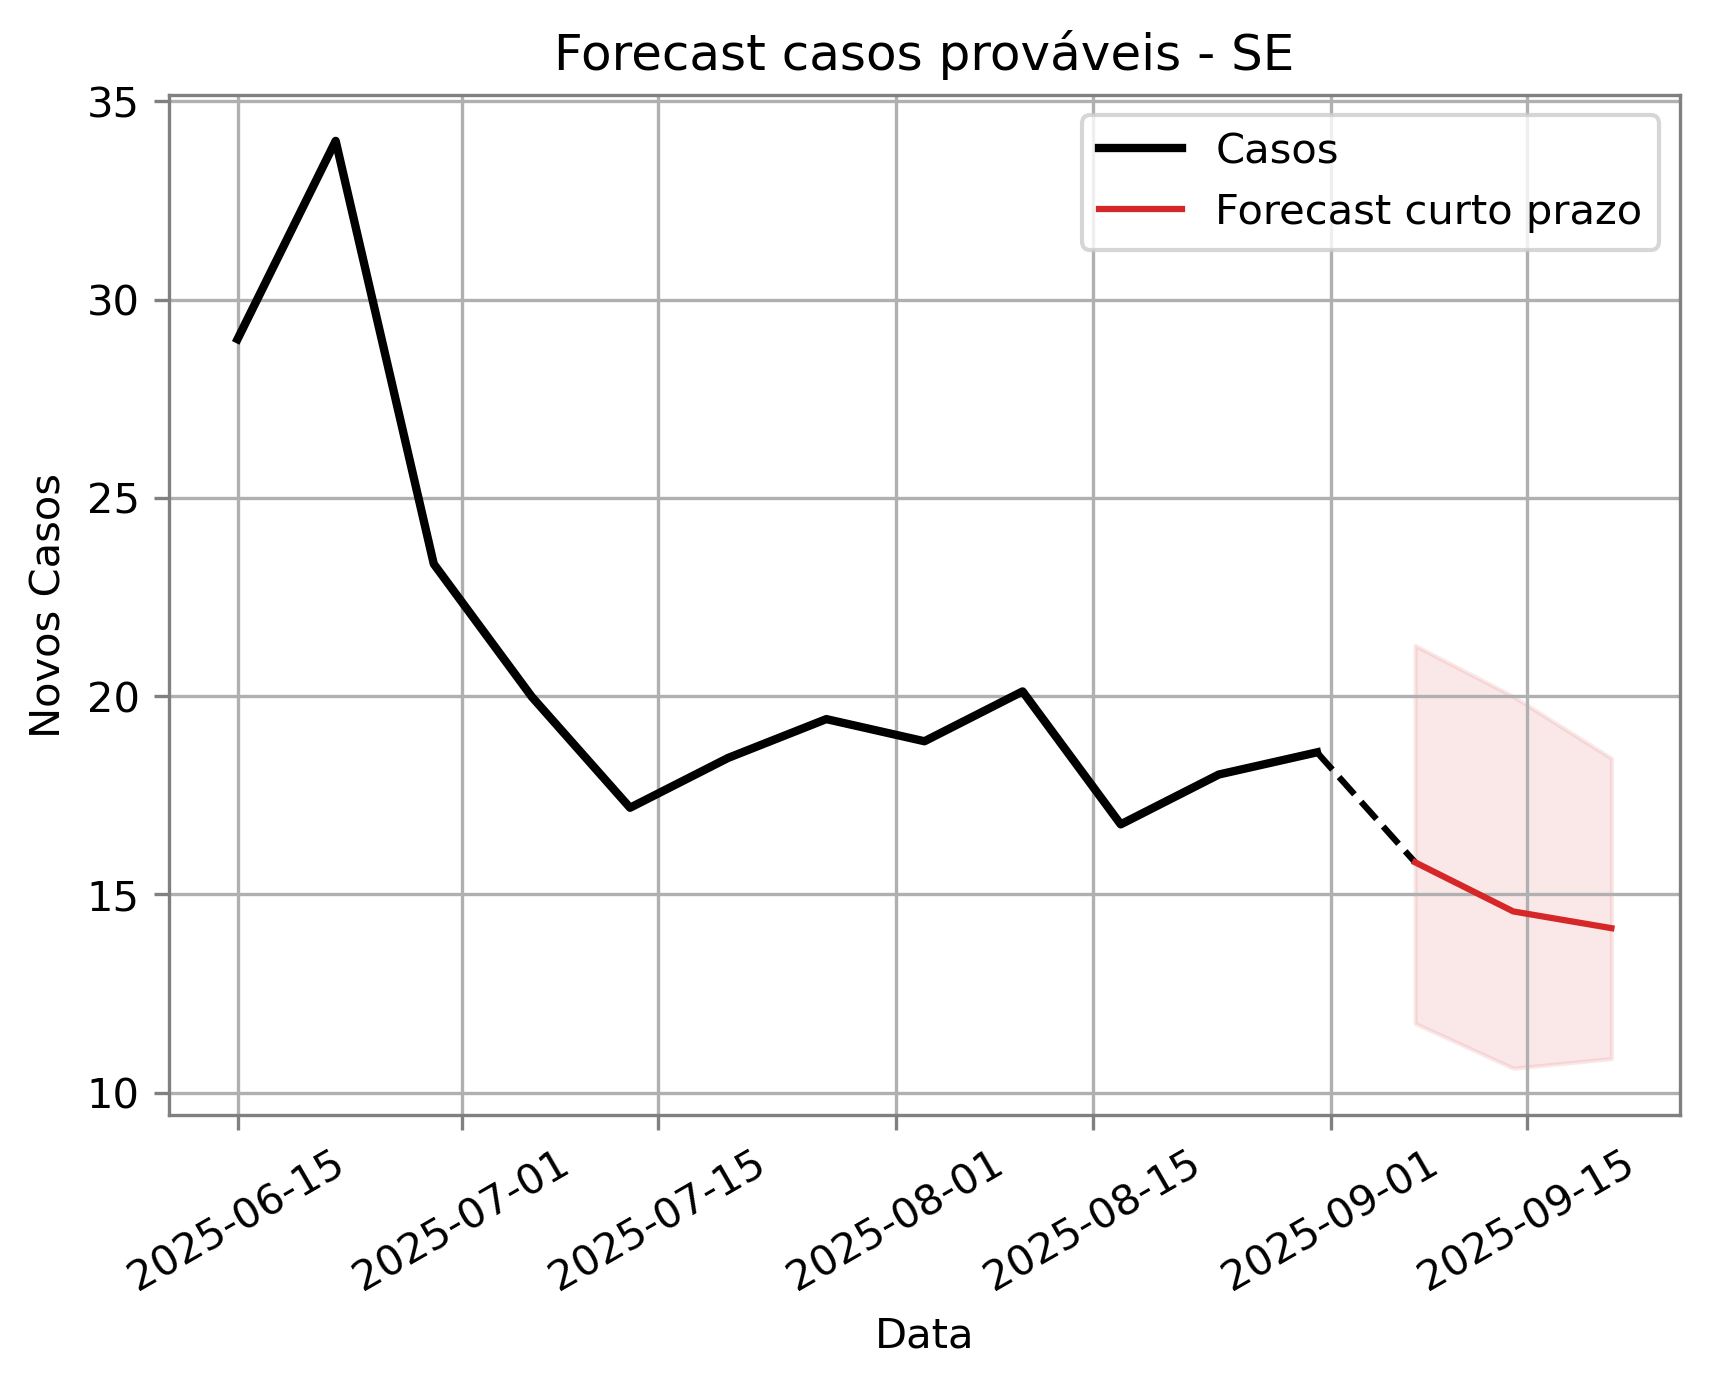 Forecast casos prováveis - SE
35
30
25
20
15
10
Novos Casos
Casos
Forecast curto prazo
2025-06-15
2025-07-01
2025-07-15
2025-08-01
2025-08-15
2025-09-01
2025-09-15
Data